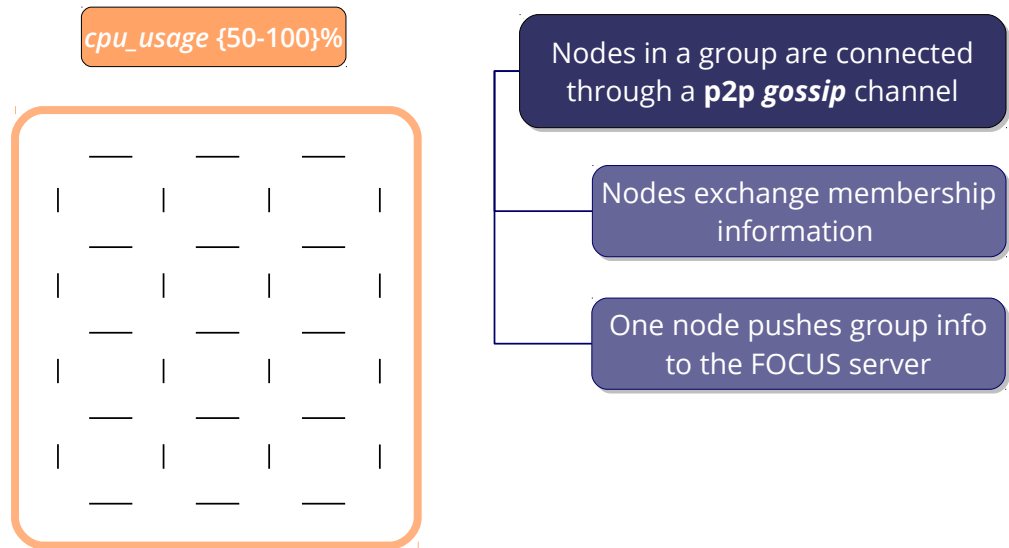 cpu_usage {50-100}%
Nodes in a group are connected
through a p2p gossip channel
Nodes exchange membership
information
One node pushes group info
to the FOCUS server